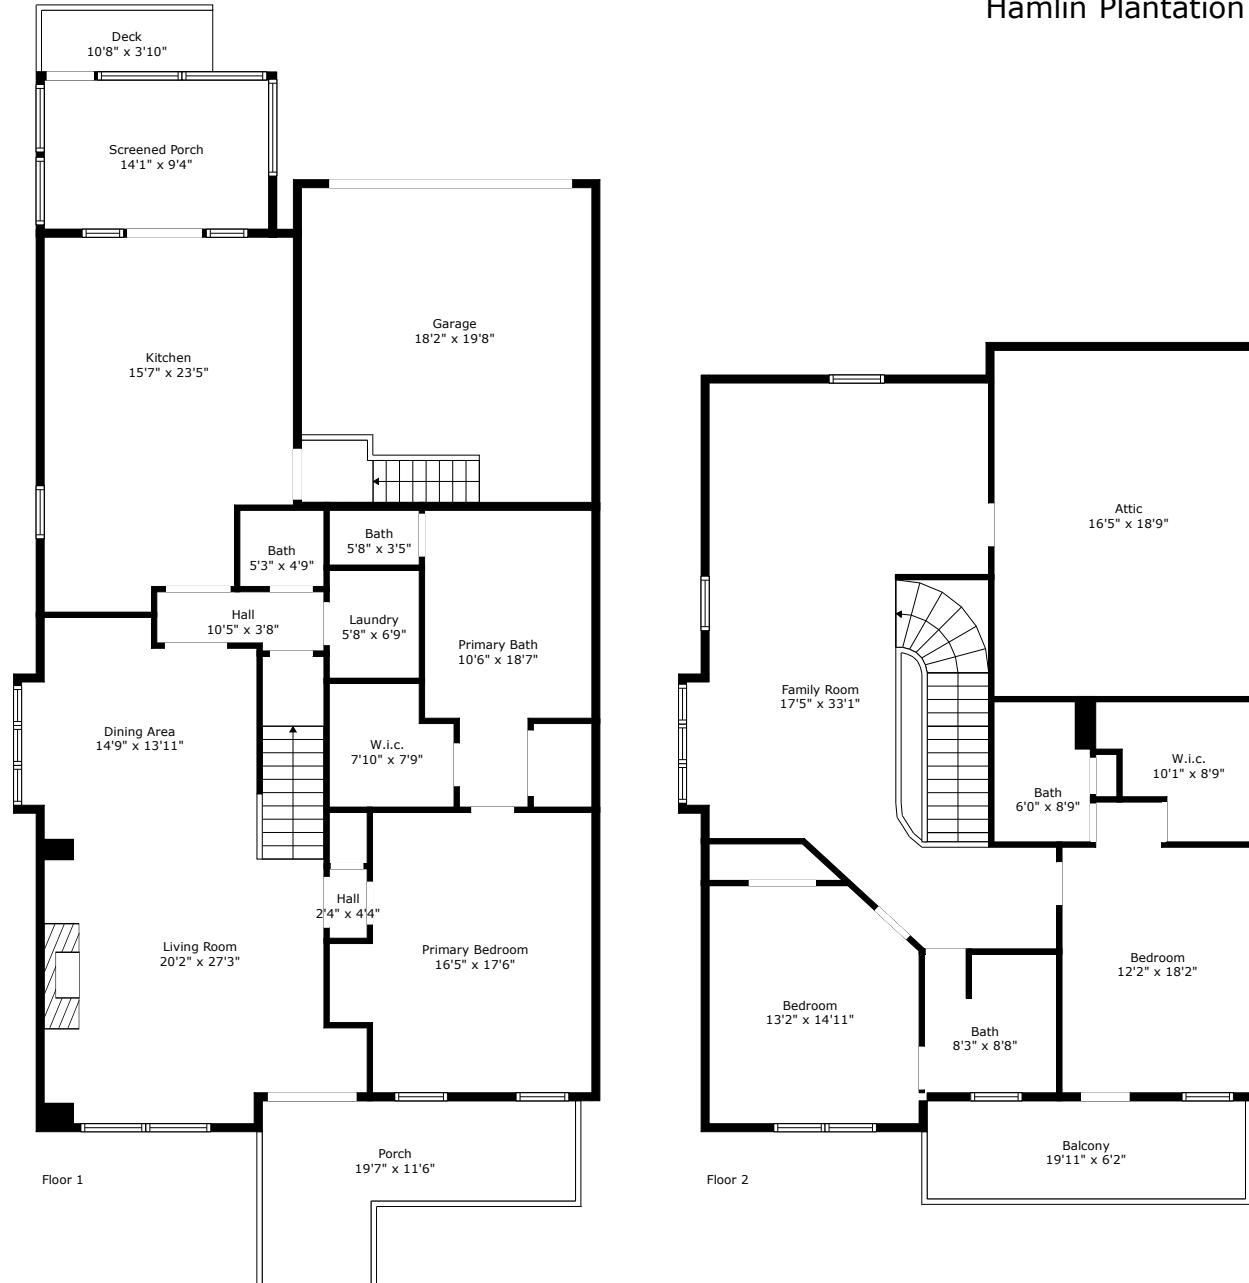 Hamlin Plantation
Deck
10'8" x 3'10"
Screened Porch
14'1" x 9'4"
Garage
18'2" x 19'8"
Kitchen
15'7" x 23'5"
Bath
5'3" x 4'9"
Bath
5'8" x 3'5"
Hall
10'5" x 3'8"
Laundry
5'8" x 6'9"
Primary Bath
10'6" x 18'7"
Dining Area
14'9" x 13'11"
W.i.c.
7'10" x 7'9"
Hall
2'4" x 4'4"
Living Room
20'2" x 27'3"
Primary Bedroom
16'5" x 17'6"
Porch
19'7" x 11'6"
Floor 1
Attic
16'5" x 18'9"
Family Room
17'5" x 33'1"
W.i.c.
10'1" x 8'9"
Bath
6'0" x 8'9"
Bedroom
12'2" x 18'2"
Bedroom
13'2" x 14'11"
Bath
8'3" x 8'8"
Balcony
19'11" x 6'2"
Floor 2